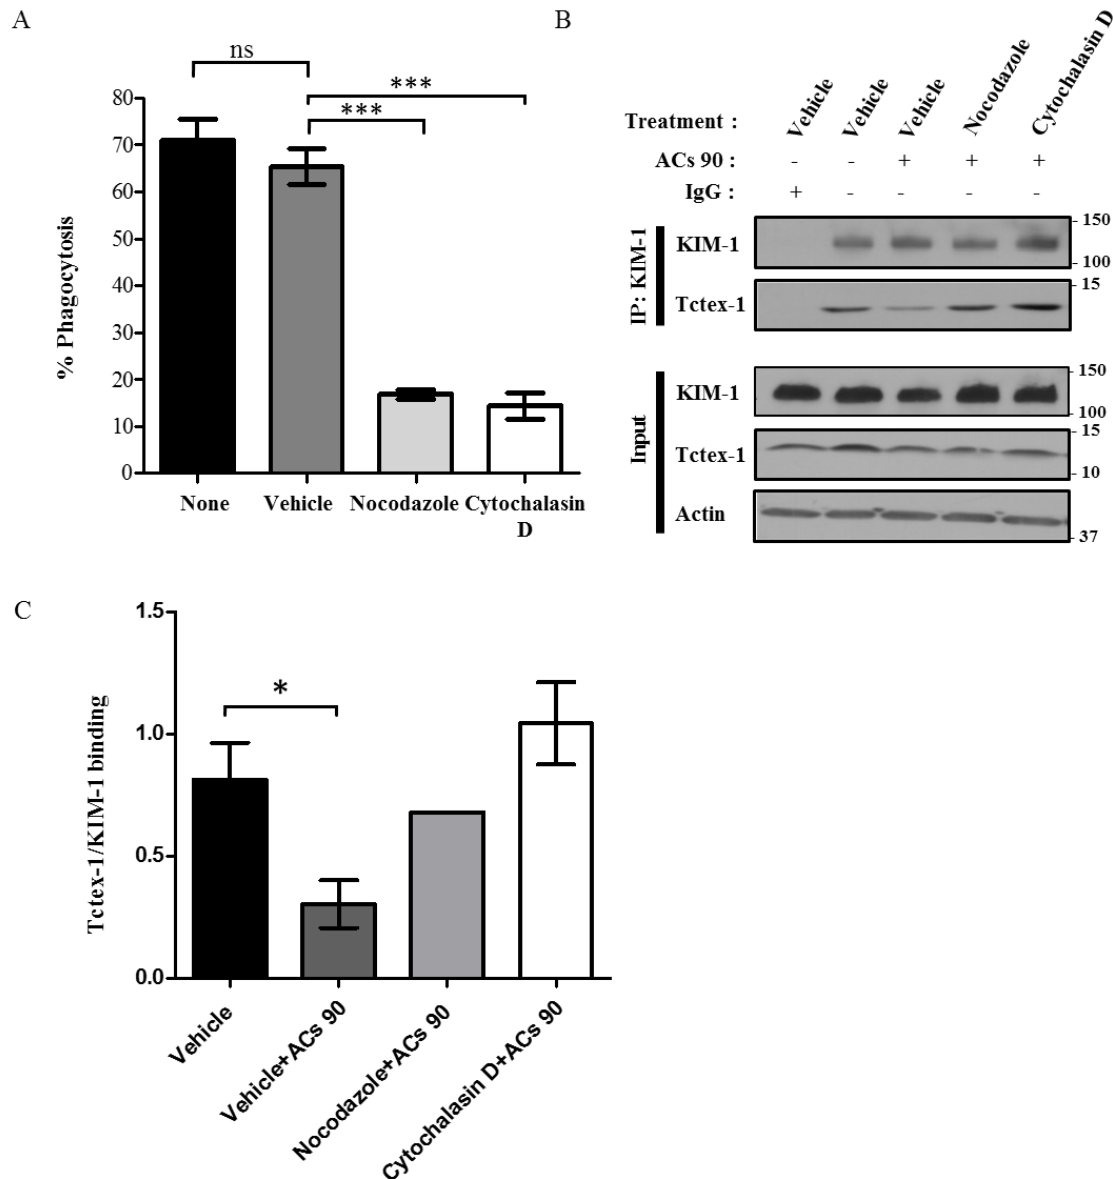 A
ns
***
***
80
70
60
50
40
30
20
10
0
% Phagocytosis
None
Vehicle
Nocodazole
Cytochalasin
D
B
Treatment :
Vehicle
Vehicle
Vehicle
Nocodazole
Cytochalasin D
ACs 90 :
- - + + +
IgG :
+ - - - -
IP: KIM-1
KIM-1
- 150
- 100
Tctex-1
- 15
Input
KIM-1
- 150
- 100
Tctex-1
- 15
- 10
Actin
- 37
C
1.5
1.0
0.5
0.0
Tctex-1/KIM-1 binding
*
Vehicle
Vehicle+ACs 90
Nocodazole+ACs 90
Cytochalasin D+ACs 90